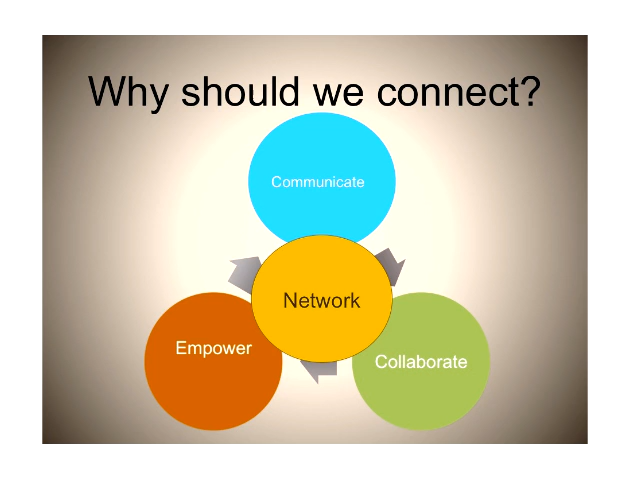 Why should we connect?
Communicate
Network
Empower
Collaborate